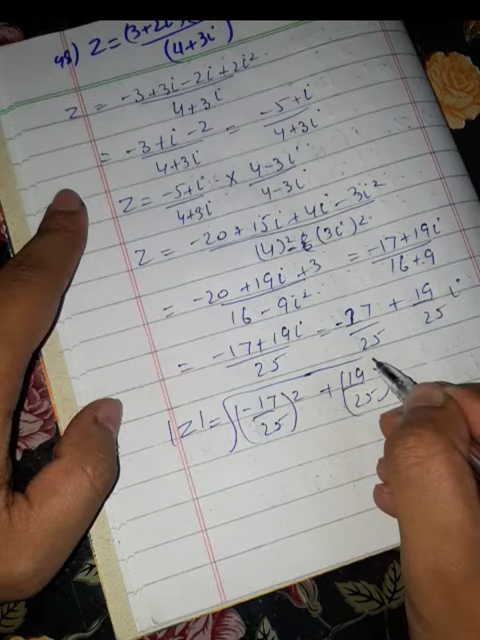 48) Z = (3+2i)
(4+3i)
Z = -3+3i-2i+2i² / 4+3i
= -3+i-2 / 4+3i = -5+i / 4+3i
Z = -5+i / 4+3i × 4-3i / 4-3i
Z = -20+15i+4i-3i² / (4)²-(3i)²
= -20+19i+3 / 16-9i² = -17+19i / 16+9
= -17+19i / 25 = -17/25 + 19/25 i
|Z| = √(-17/25)² + (19/25)